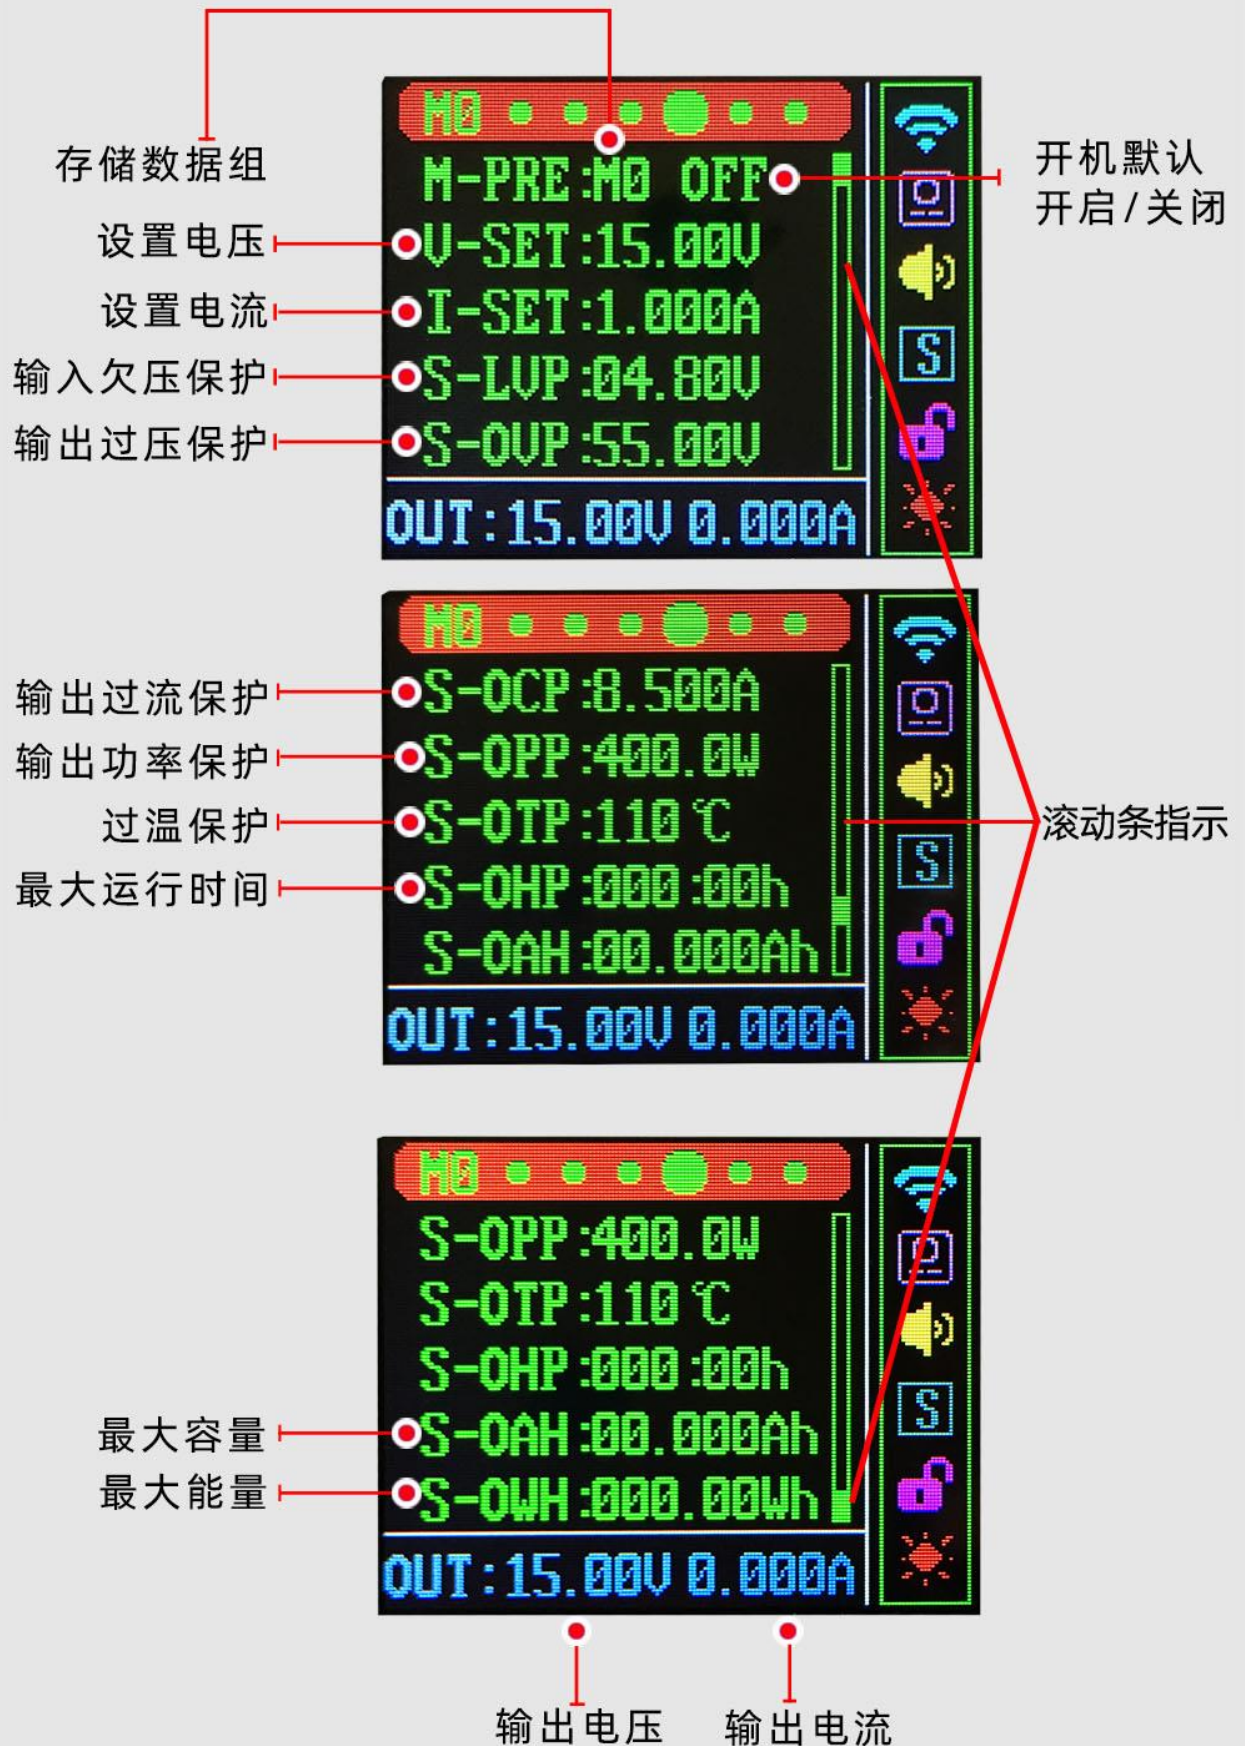 存储数据组
M0
M-PRE:M0 OFF
开机默认
开启/关闭
设置电压
V-SET:15.00V
设置电流
I-SET:1.000A
输入欠压保护
S-LVP:04.80V
输出过压保护
S-OVP:55.00V
S
OUT:15.00V 0.000A
M0
输出过流保护
S-OCP:8.500A
输出功率保护
S-OPP:400.0W
过温保护
S-OTP:110℃
滚动条指示
最大运行时间
S-OHP:000:00h
S-OAH:00.000Ah
S
OUT:15.00V 0.000A
M0
S-OPP:400.0W
S-OTP:110℃
S-OHP:000:00h
最大容量
S-OAH:00.000Ah
最大能量
S-OWH:000.00Wh
S
OUT:15.00V 0.000A
输出电压
输出电流